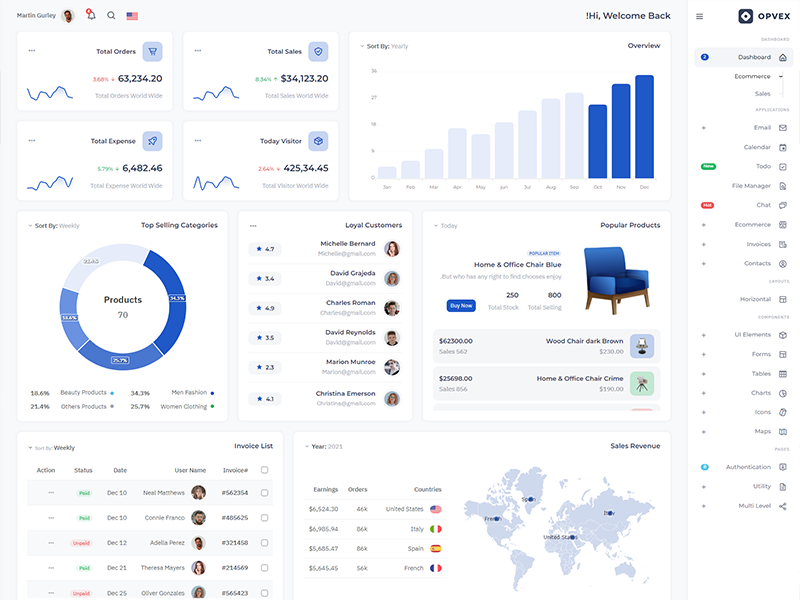 Martin Gurley
4
!Hi, Welcome Back
OPVEX
Total Orders
3.68% 63,234.20
Total Orders World Wide
Total Sales
8.34% $34,123.20
Total Sales World Wide
Total Expense
5.79% 6,482.46
Total Expense World Wide
Today Visitor
2.64% 425,34.45
Total Visitor World Wide
Sort By: Yearly
Overview
36
27
18
9
0
Jan Feb Mar Apr May Jun Jul Aug Sep Oct Nov Dec
Sort By: Weekly
Top Selling Categories
21.4%
34.3%
18.6%
25.7%
Products
70
18.6% Beauty Products 34.3% Men Fashion
21.4% Others Products 25.7% Women Clothing
Loyal Customers
4.7 Michelle Bernard
Michelle@gmail.com
3.4 David Grajeda
David@gmail.com
4.9 Charles Roman
Charles@gmail.com
3.5 David Reynolds
David@gmail.com
2.3 Marion Munroe
Marion@gmail.com
4.1 Christina Emerson
Christina@gmail.com
Today
Popular Products
POPULAR ITEM
Home & Office Chair Blue
.But who has any right to find chooses enjoy
250 800
Total Stock Total Selling
Buy Now
$62300.00 Wood Chair dark Brown
Sales 562 $230.00
$25698.00 Home & Office Chair Crime
Sales 856 $190.00
Sort By: Weekly
Invoice List
Action Status Date User Name Invoice#
Paid Dec 10 Neal Matthews #562354
Paid Dec 10 Connie Franco #485625
Unpaid Dec 12 Adella Perez #321458
Paid Dec 21 Theresa Mayers #214569
Unpaid Dec 25 Oliver Gonzales #565423
Year: 2021
Sales Revenue
Earnings Orders Countries
$6,524.30 46k United States
$6,985.94 86k Italy
$5,685.47 86k Spain
$5,645.45 56k French
Spain
French
Italy
United States
DASHBOARD
2 Dashboard
Ecommerce
Sales
APPLICATIONS
Email
Calendar
New Todo
File Manager
Hot Chat
Ecommerce
Invoices
Contacts
LAYOUTS
Horizontal
COMPONENTS
UI Elements
Forms
Tables
Charts
Icons
Maps
PAGES
8 Authentication
Utility
Multi Level